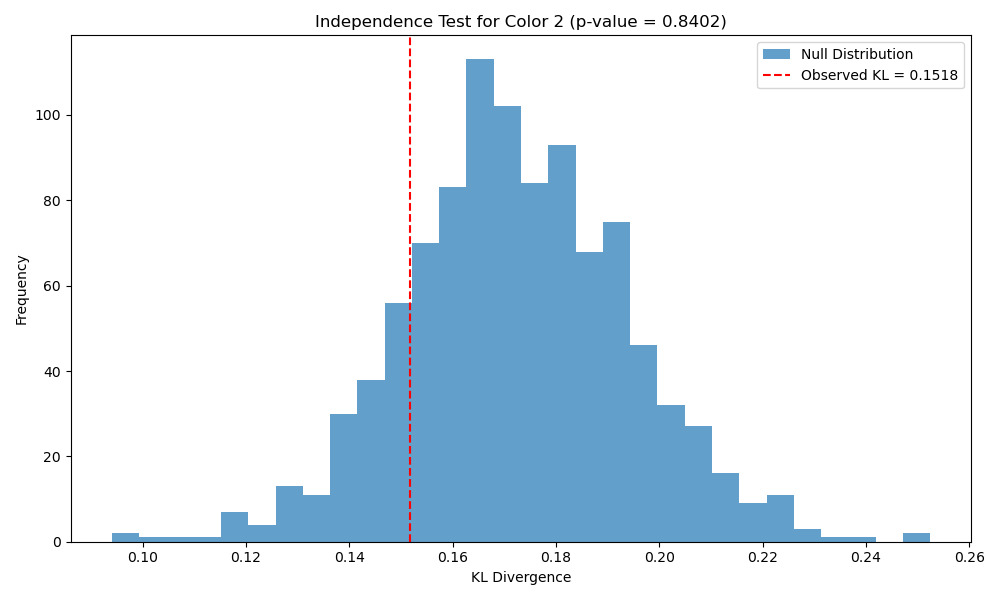 Independence Test for Color 2 (p-value = 0.8402)
Null Distribution
Observed KL = 0.1518
Frequency
100
80
60
40
20
0
0.10 0.12 0.14 0.16 0.18 0.20 0.22 0.24 0.26
KL Divergence